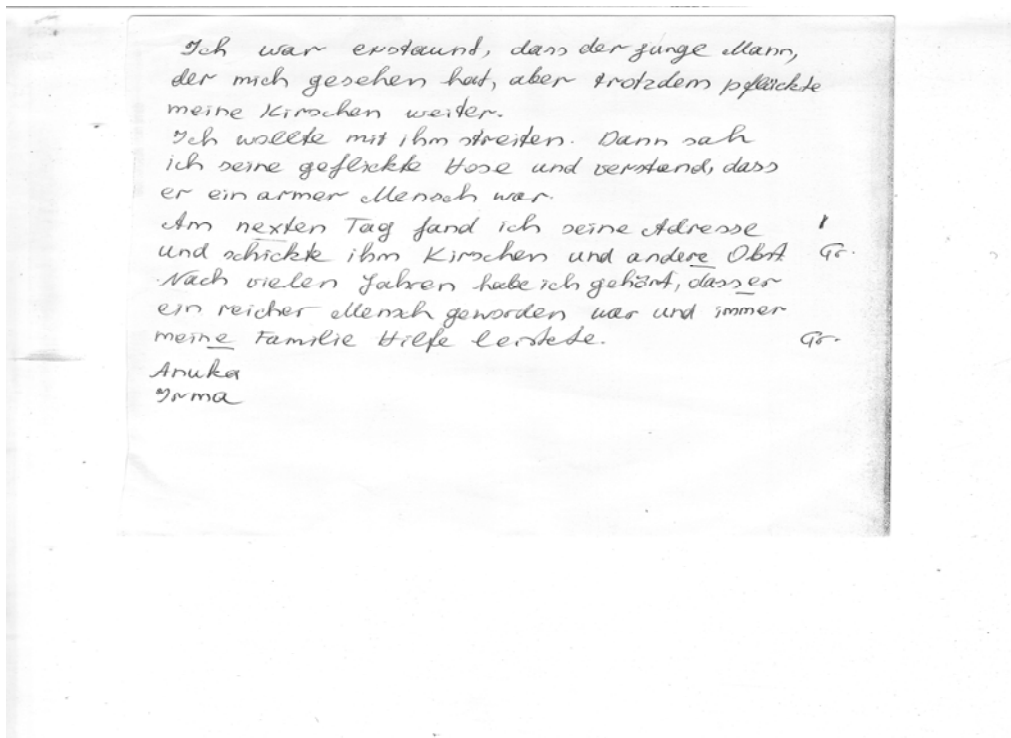 Ich war erstaunt, dass der junge Mann,
der mich gesehen hat, aber trotzdem pflückte
meine Kirschen weiter.
Ich wollte mit ihm streiten. Dann sah
ich seine geflickte Hose und verstand, dass
er ein armer Mensch war.
Am nexten Tag fand ich seine Adresse I
und schickte ihm Kirschen und andere Obst. Gr.
Nach vielen Jahren habe ich gehört, dass er
ein reicher Mensch geworden war und immer
meine Familie Hilfe leistete. Gr.
Anuka
Irma